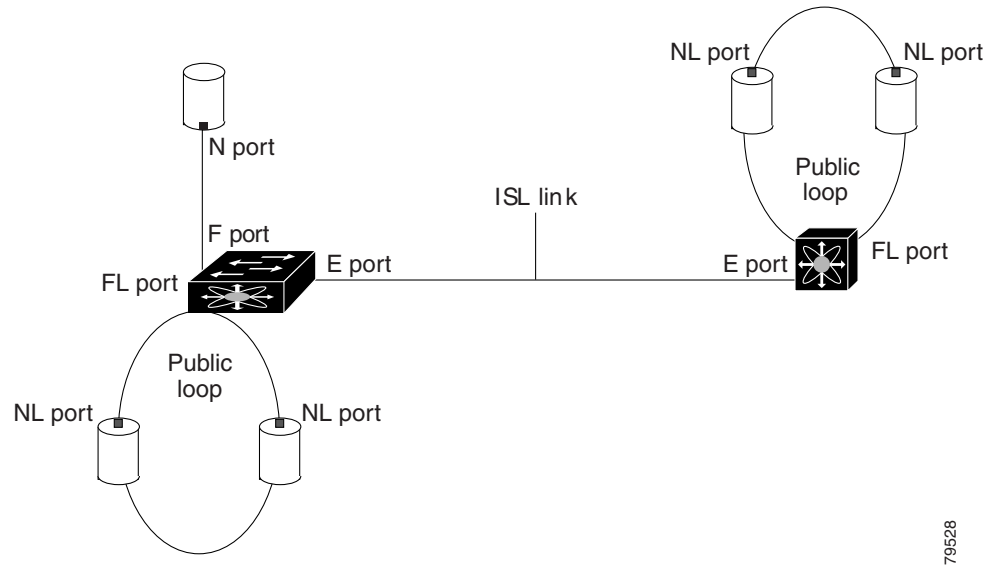 NL port
NL port
N port
Public
loop
ISL link
F port
FL port
E port
E port
FL port
Public
loop
NL port
NL port
79528